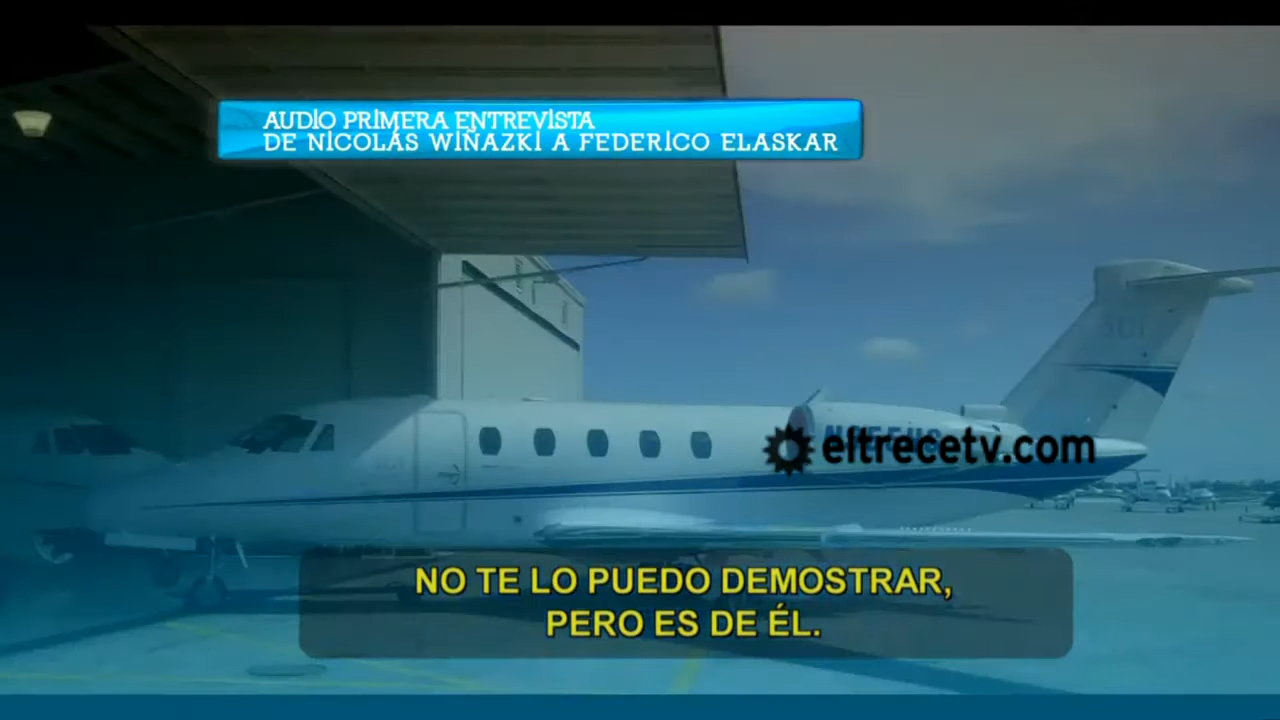 AUDIO PRIMERA ENTREVISTA
DE NICOLÁS WIÑAZKI A FEDERICO ELASKAR
eltrecetv.com
NO TE LO PUEDO DEMOSTRAR,
PERO ES DE ÉL.